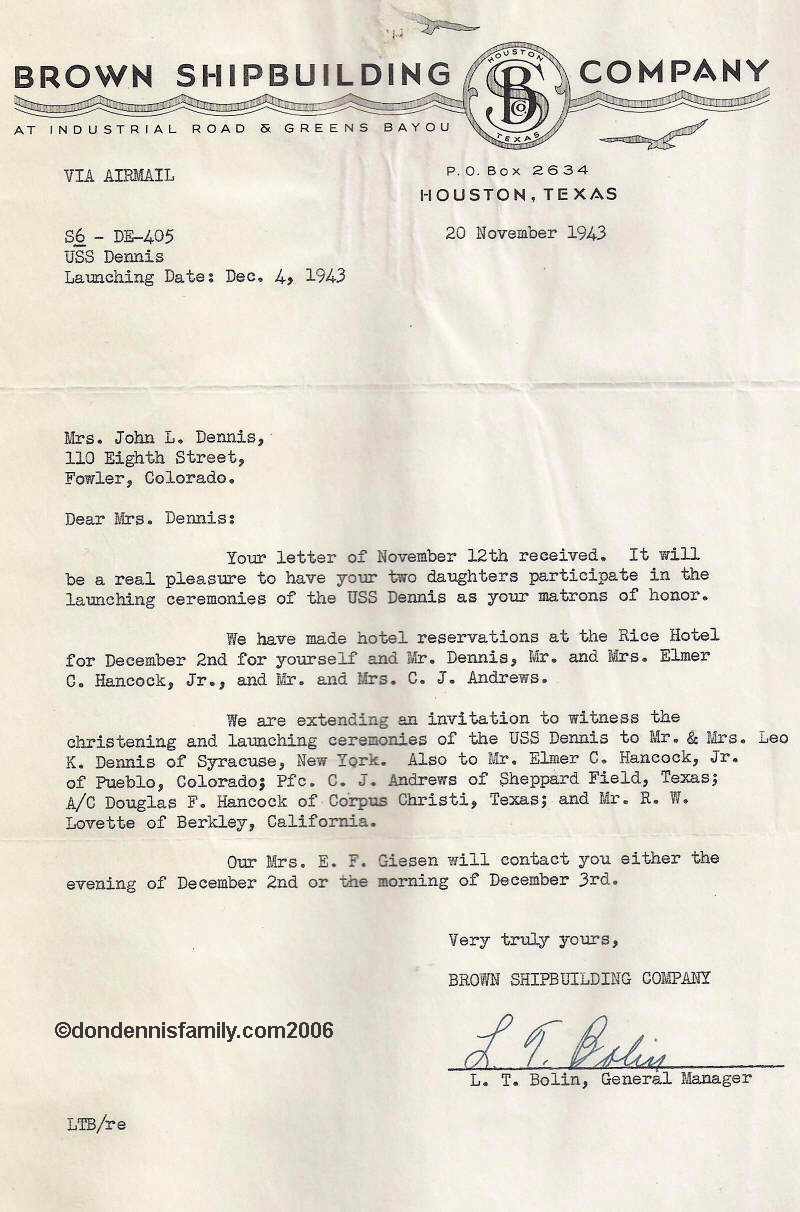 BROWN SHIPBUILDING COMPANY
HOUSTON
SB
Co
TEXAS
AT INDUSTRIAL ROAD & GREENS BAYOU
P.O. Box 2634
HOUSTON, TEXAS
VIA AIRMAIL
20 November 1943
S6 - DE-405
USS Dennis
Launching Date: Dec. 4, 1943
Mrs. John L. Dennis,
110 Eighth Street,
Fowler, Colorado.
Dear Mrs. Dennis:
Your letter of November 12th received. It will
be a real pleasure to have your two daughters participate in the
launching ceremonies of the USS Dennis as your matrons of honor.
We have made hotel reservations at the Rice Hotel
for December 2nd for yourself and Mr. Dennis, Mr. and Mrs. Elmer
C. Hancock, Jr., and Mr. and Mrs. C. J. Andrews.
We are extending an invitation to witness the
christening and launching ceremonies of the USS Dennis to Mr. & Mrs. Leo
K. Dennis of Syracuse, New York. Also to Mr. Elmer C. Hancock, Jr.
of Pueblo, Colorado; Pfc. C. J. Andrews of Sheppard Field, Texas;
A/C Douglas F. Hancock of Corpus Christi, Texas; and Mr. R. W.
Lovette of Berkley, California.
Our Mrs. E. F. Giesen will contact you either the
evening of December 2nd or the morning of December 3rd.
Very truly yours,
BROWN SHIPBUILDING COMPANY
©dondennisfamily.com2006
L. T. Bolin
L. T. Bolin, General Manager
LTB/re